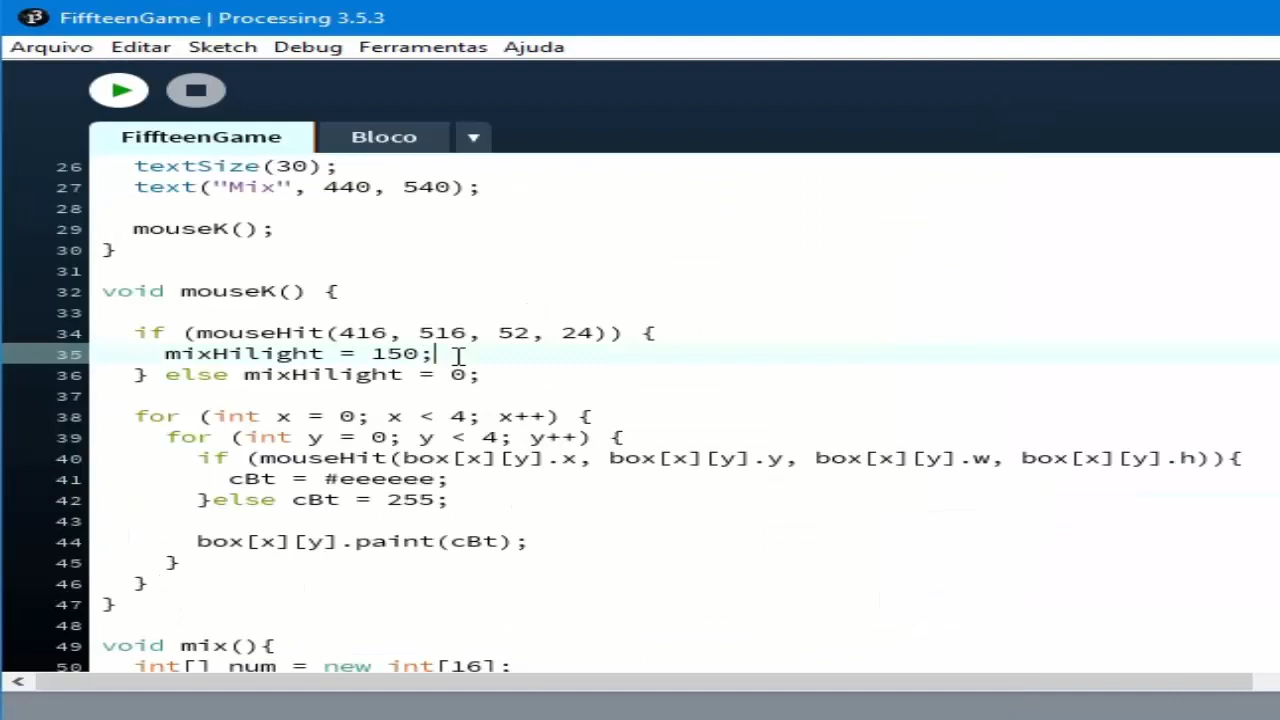 FiffteenGame | Processing 3.5.3
Arquivo Editar Sketch Debug Ferramentas Ajuda
FiffteenGame Bloco
26 textSize(30);
27 text("Mix", 440, 540);
28
29 mouseK();
30 }
31
32 void mouseK() {
33
34 if (mouseHit(416, 516, 52, 24)) {
35 mixHilight = 150;
36 } else mixHilight = 0;
37
38 for (int x = 0; x < 4; x++) {
39 for (int y = 0; y < 4; y++) {
40 if (mouseHit(box[x][y].x, box[x][y].y, box[x][y].w, box[x][y].h)){
41 cBt = #eeeeee;
42 }else cBt = 255;
43
44 box[x][y].paint(cBt);
45 }
46 }
47 }
48
49 void mix(){
50 int[] num = new int[16];